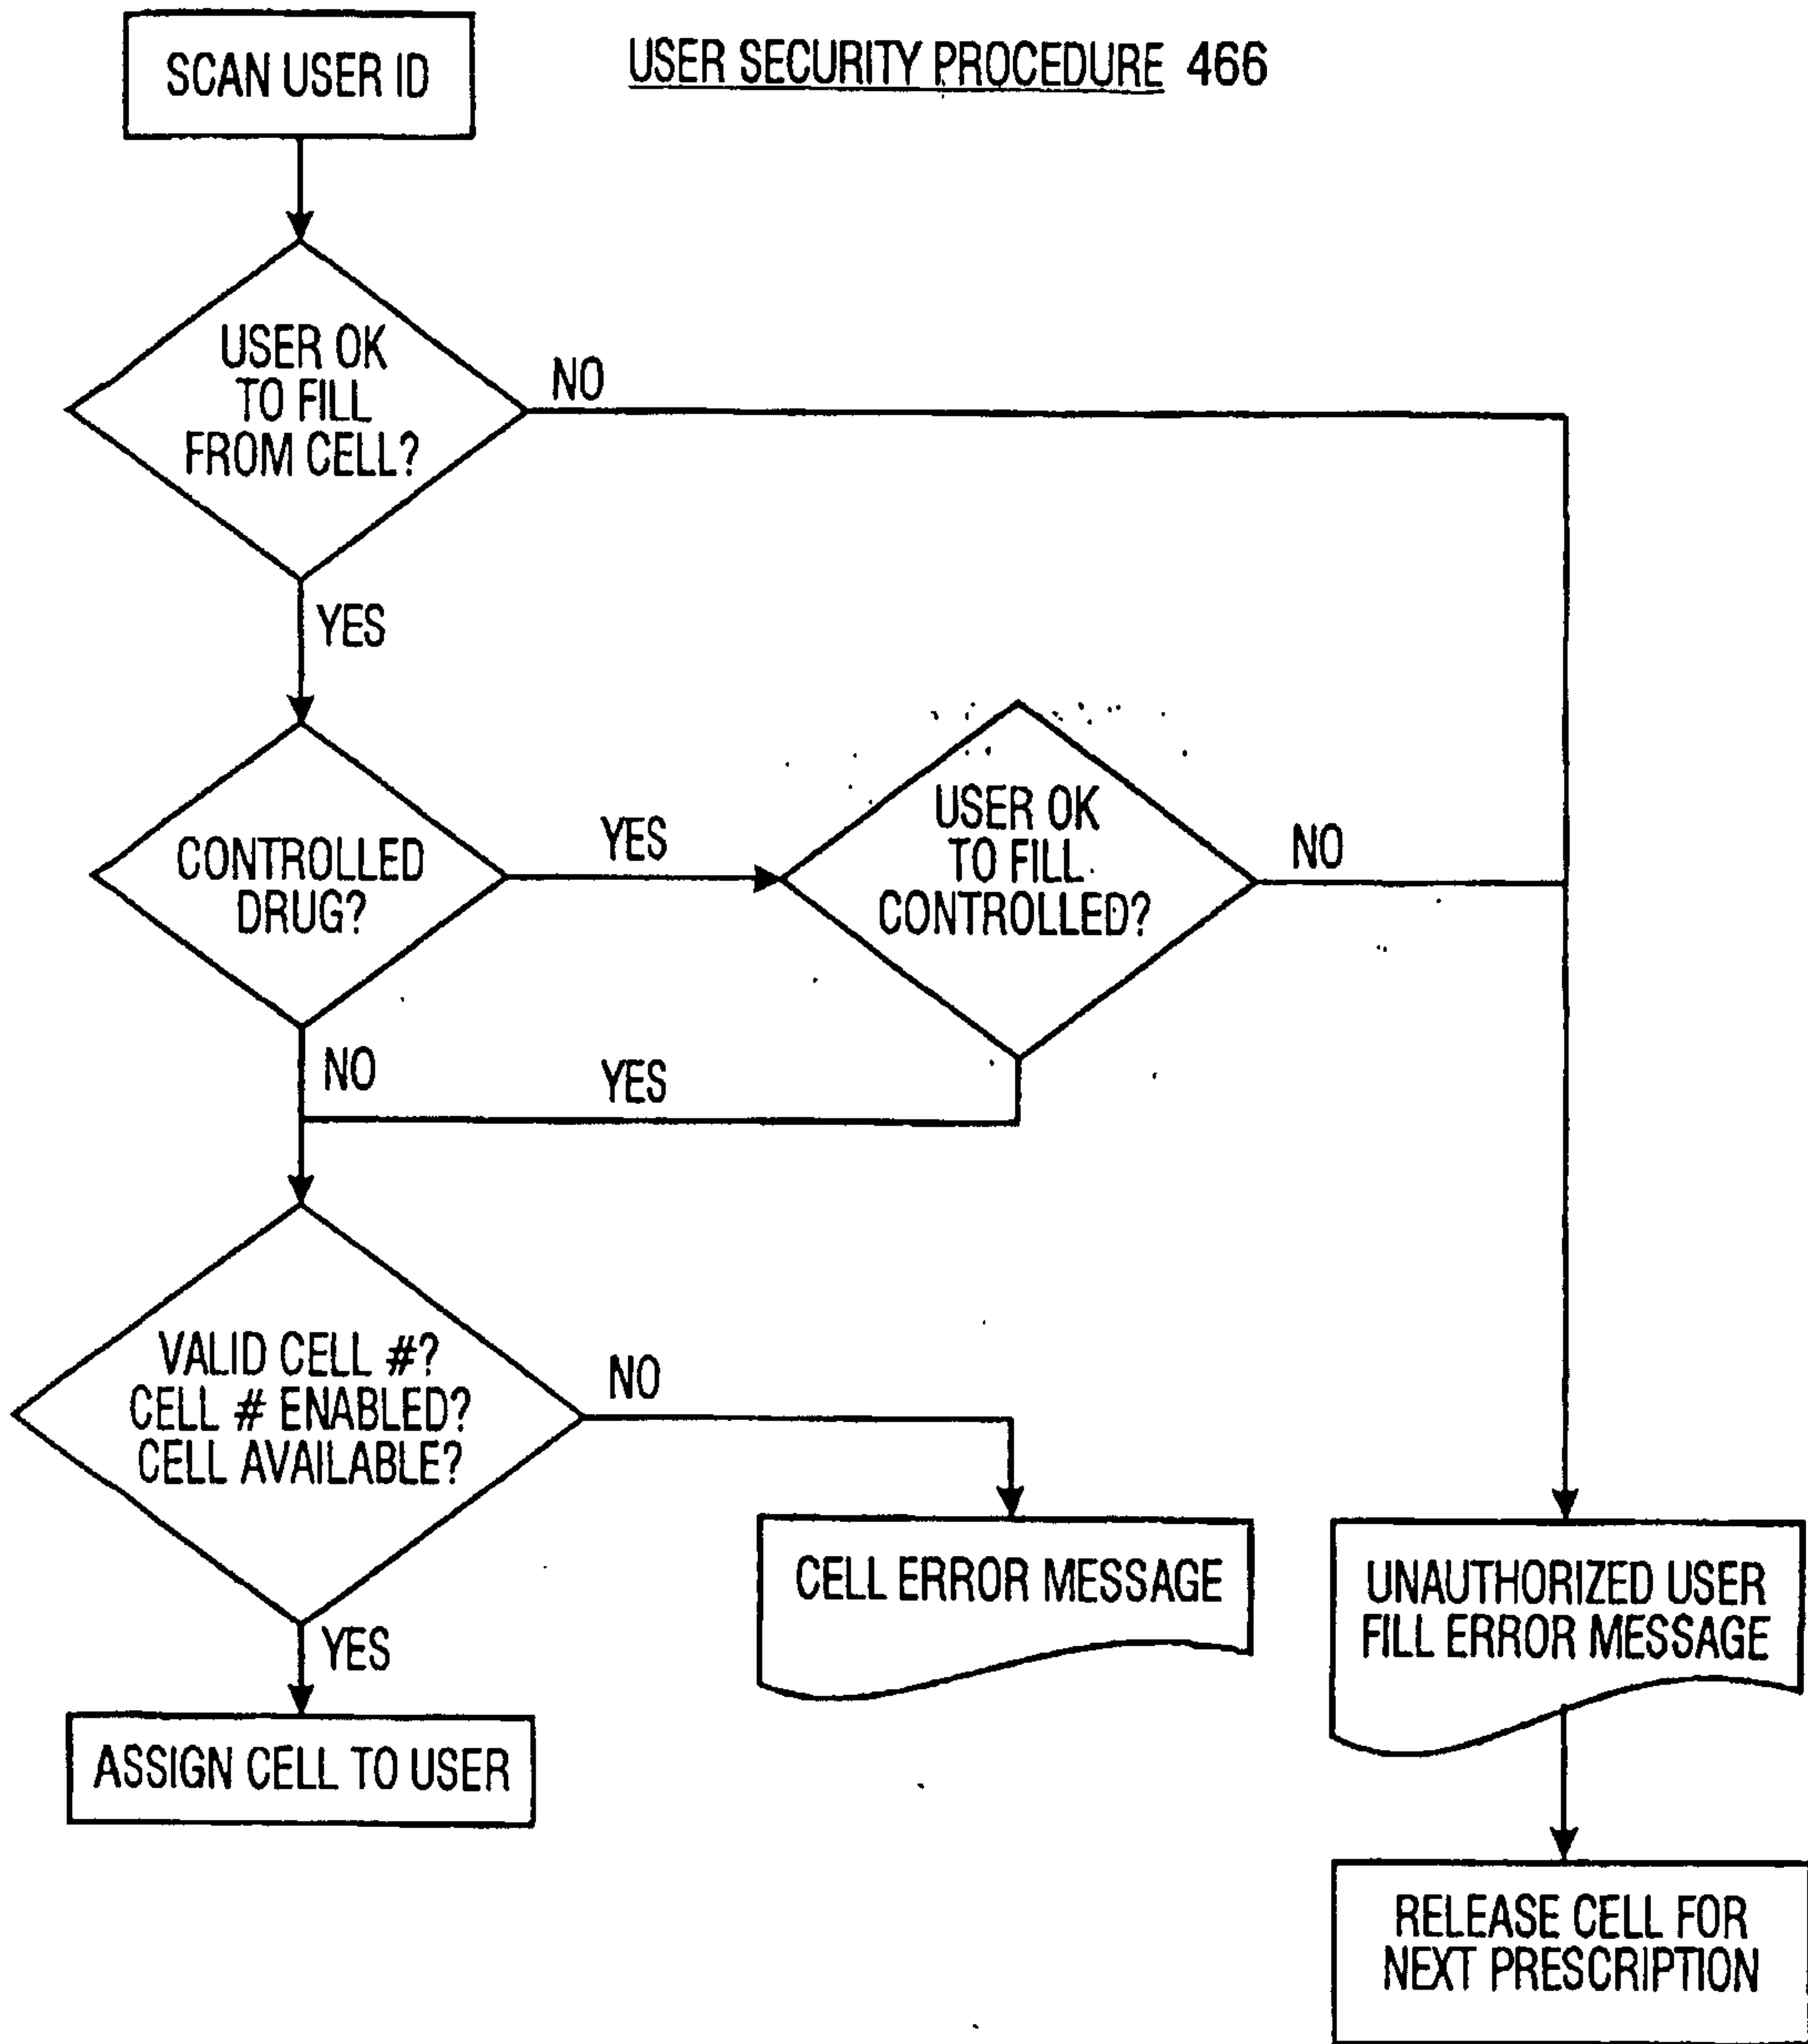 USER SECURITY PROCEDURE 466
SCAN USER ID
USER OK
TO FILL
FROM CELL?
NO
YES
CONTROLLED
DRUG?
YES
USER OK
TO FILL
CONTROLLED?
NO
NO
YES
VALID CELL #?
CELL # ENABLED?
CELL AVAILABLE?
NO
CELL ERROR MESSAGE
UNAUTHORIZED USER
FILL ERROR MESSAGE
YES
ASSIGN CELL TO USER
RELEASE CELL FOR
NEXT PRESCRIPTION